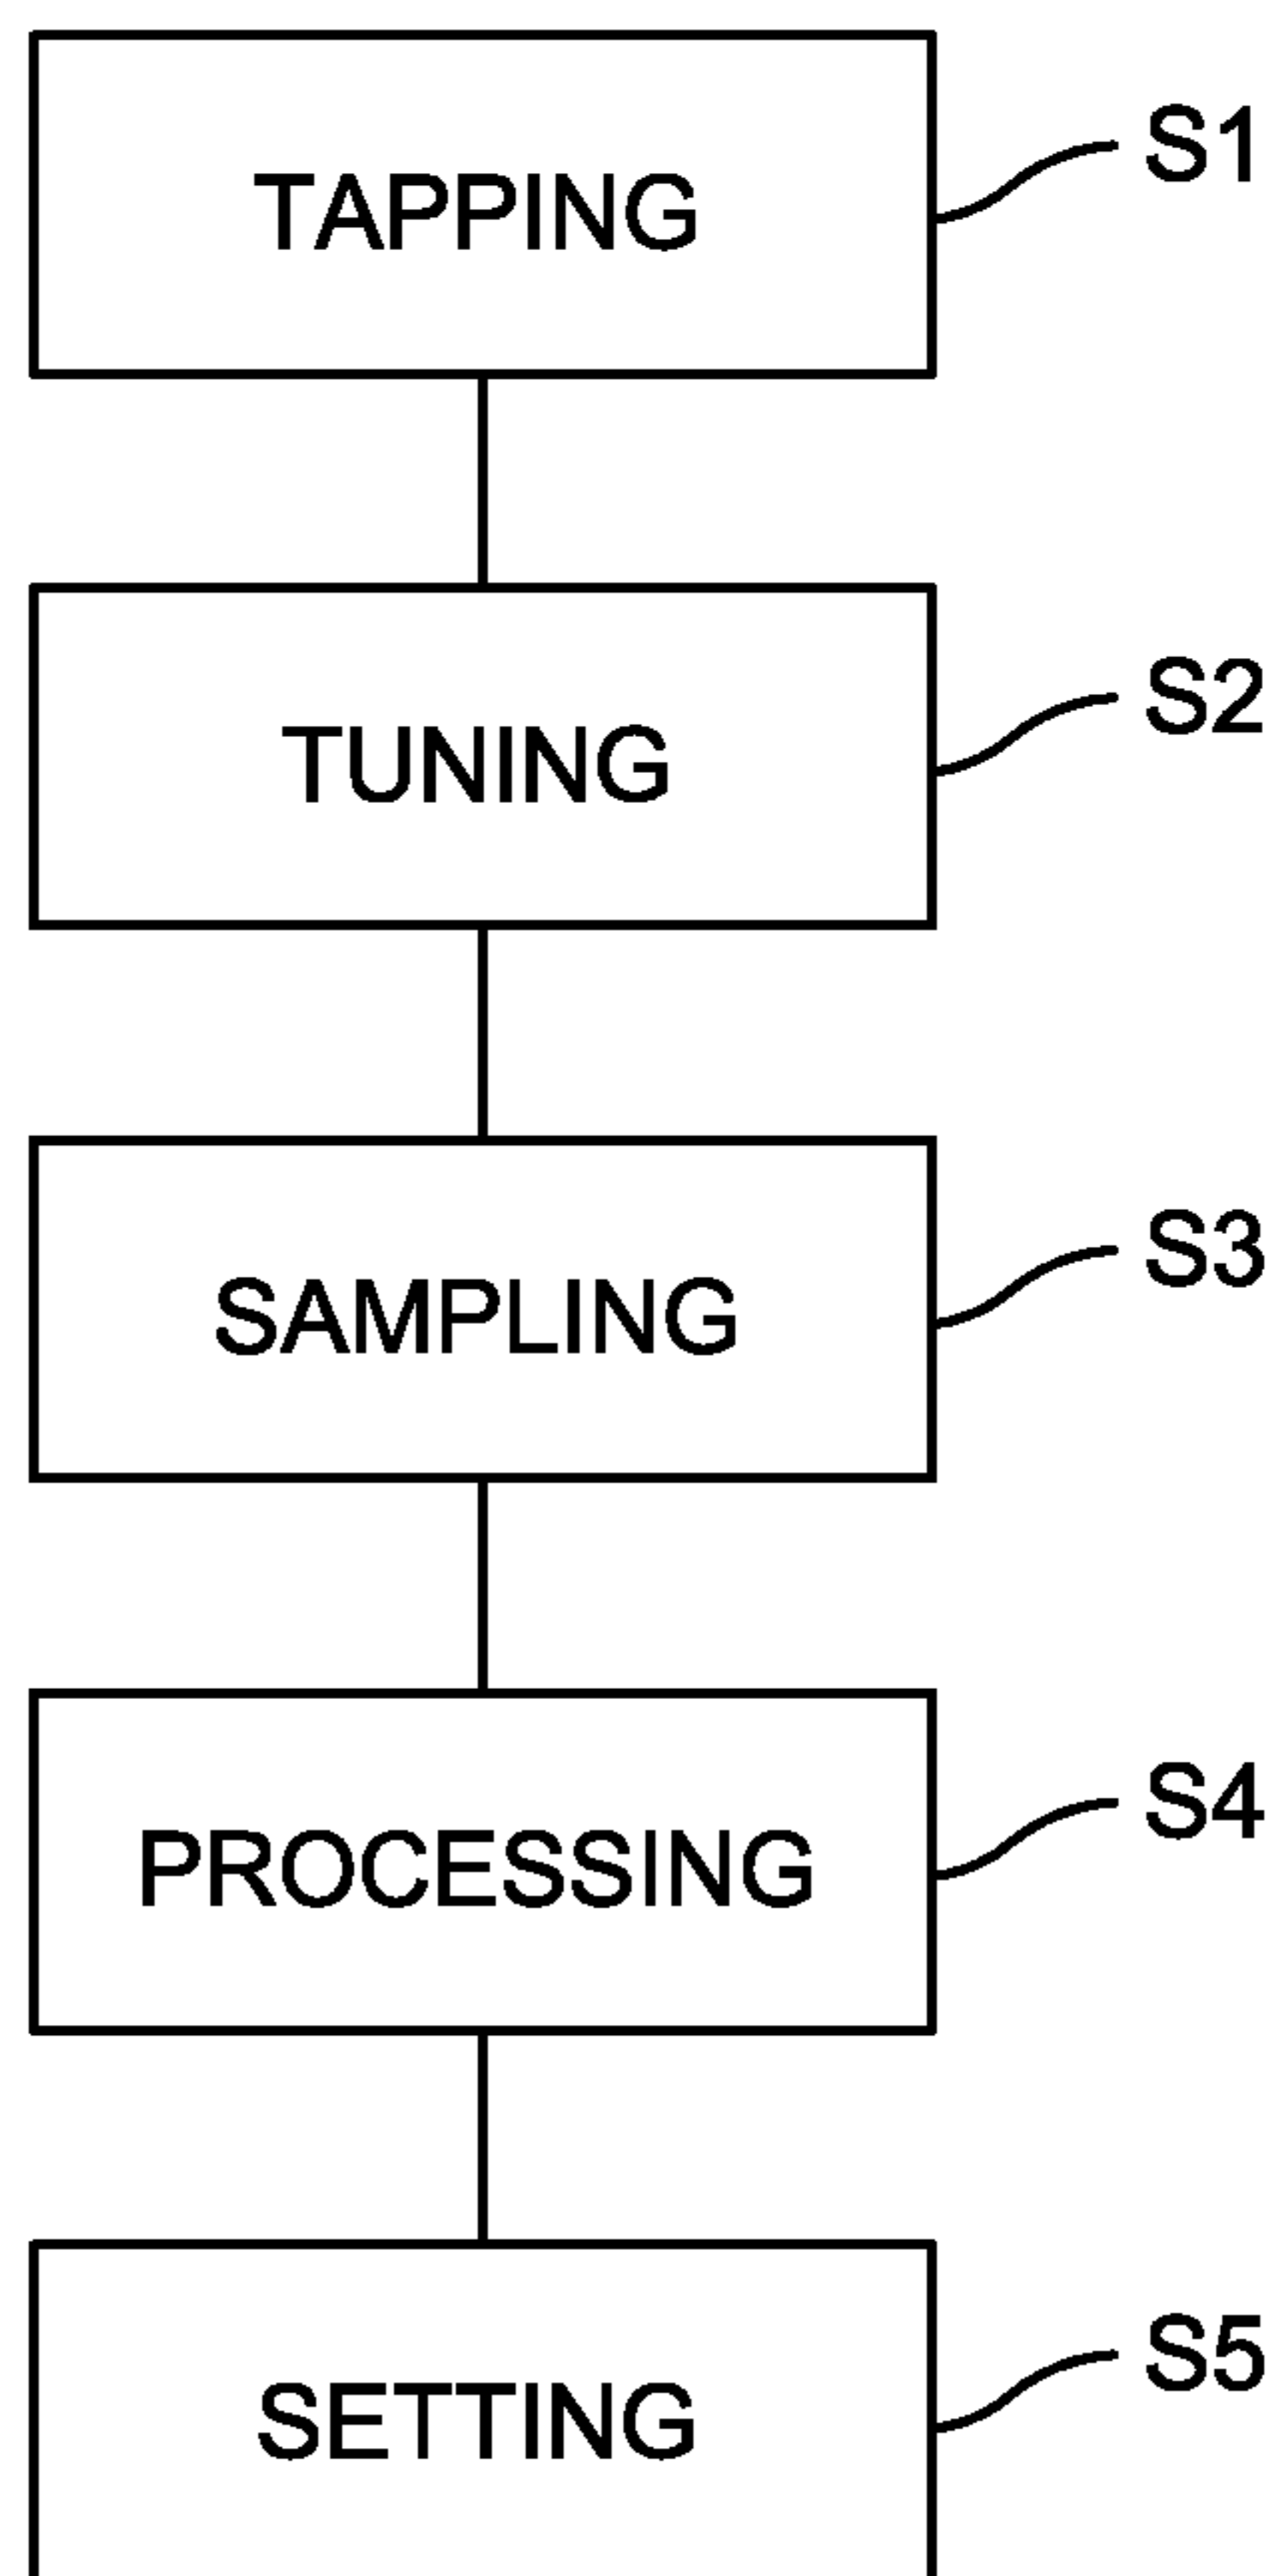 TAPPING
S1
TUNING
S2
SAMPLING
S3
PROCESSING
S4
SETTING
S5